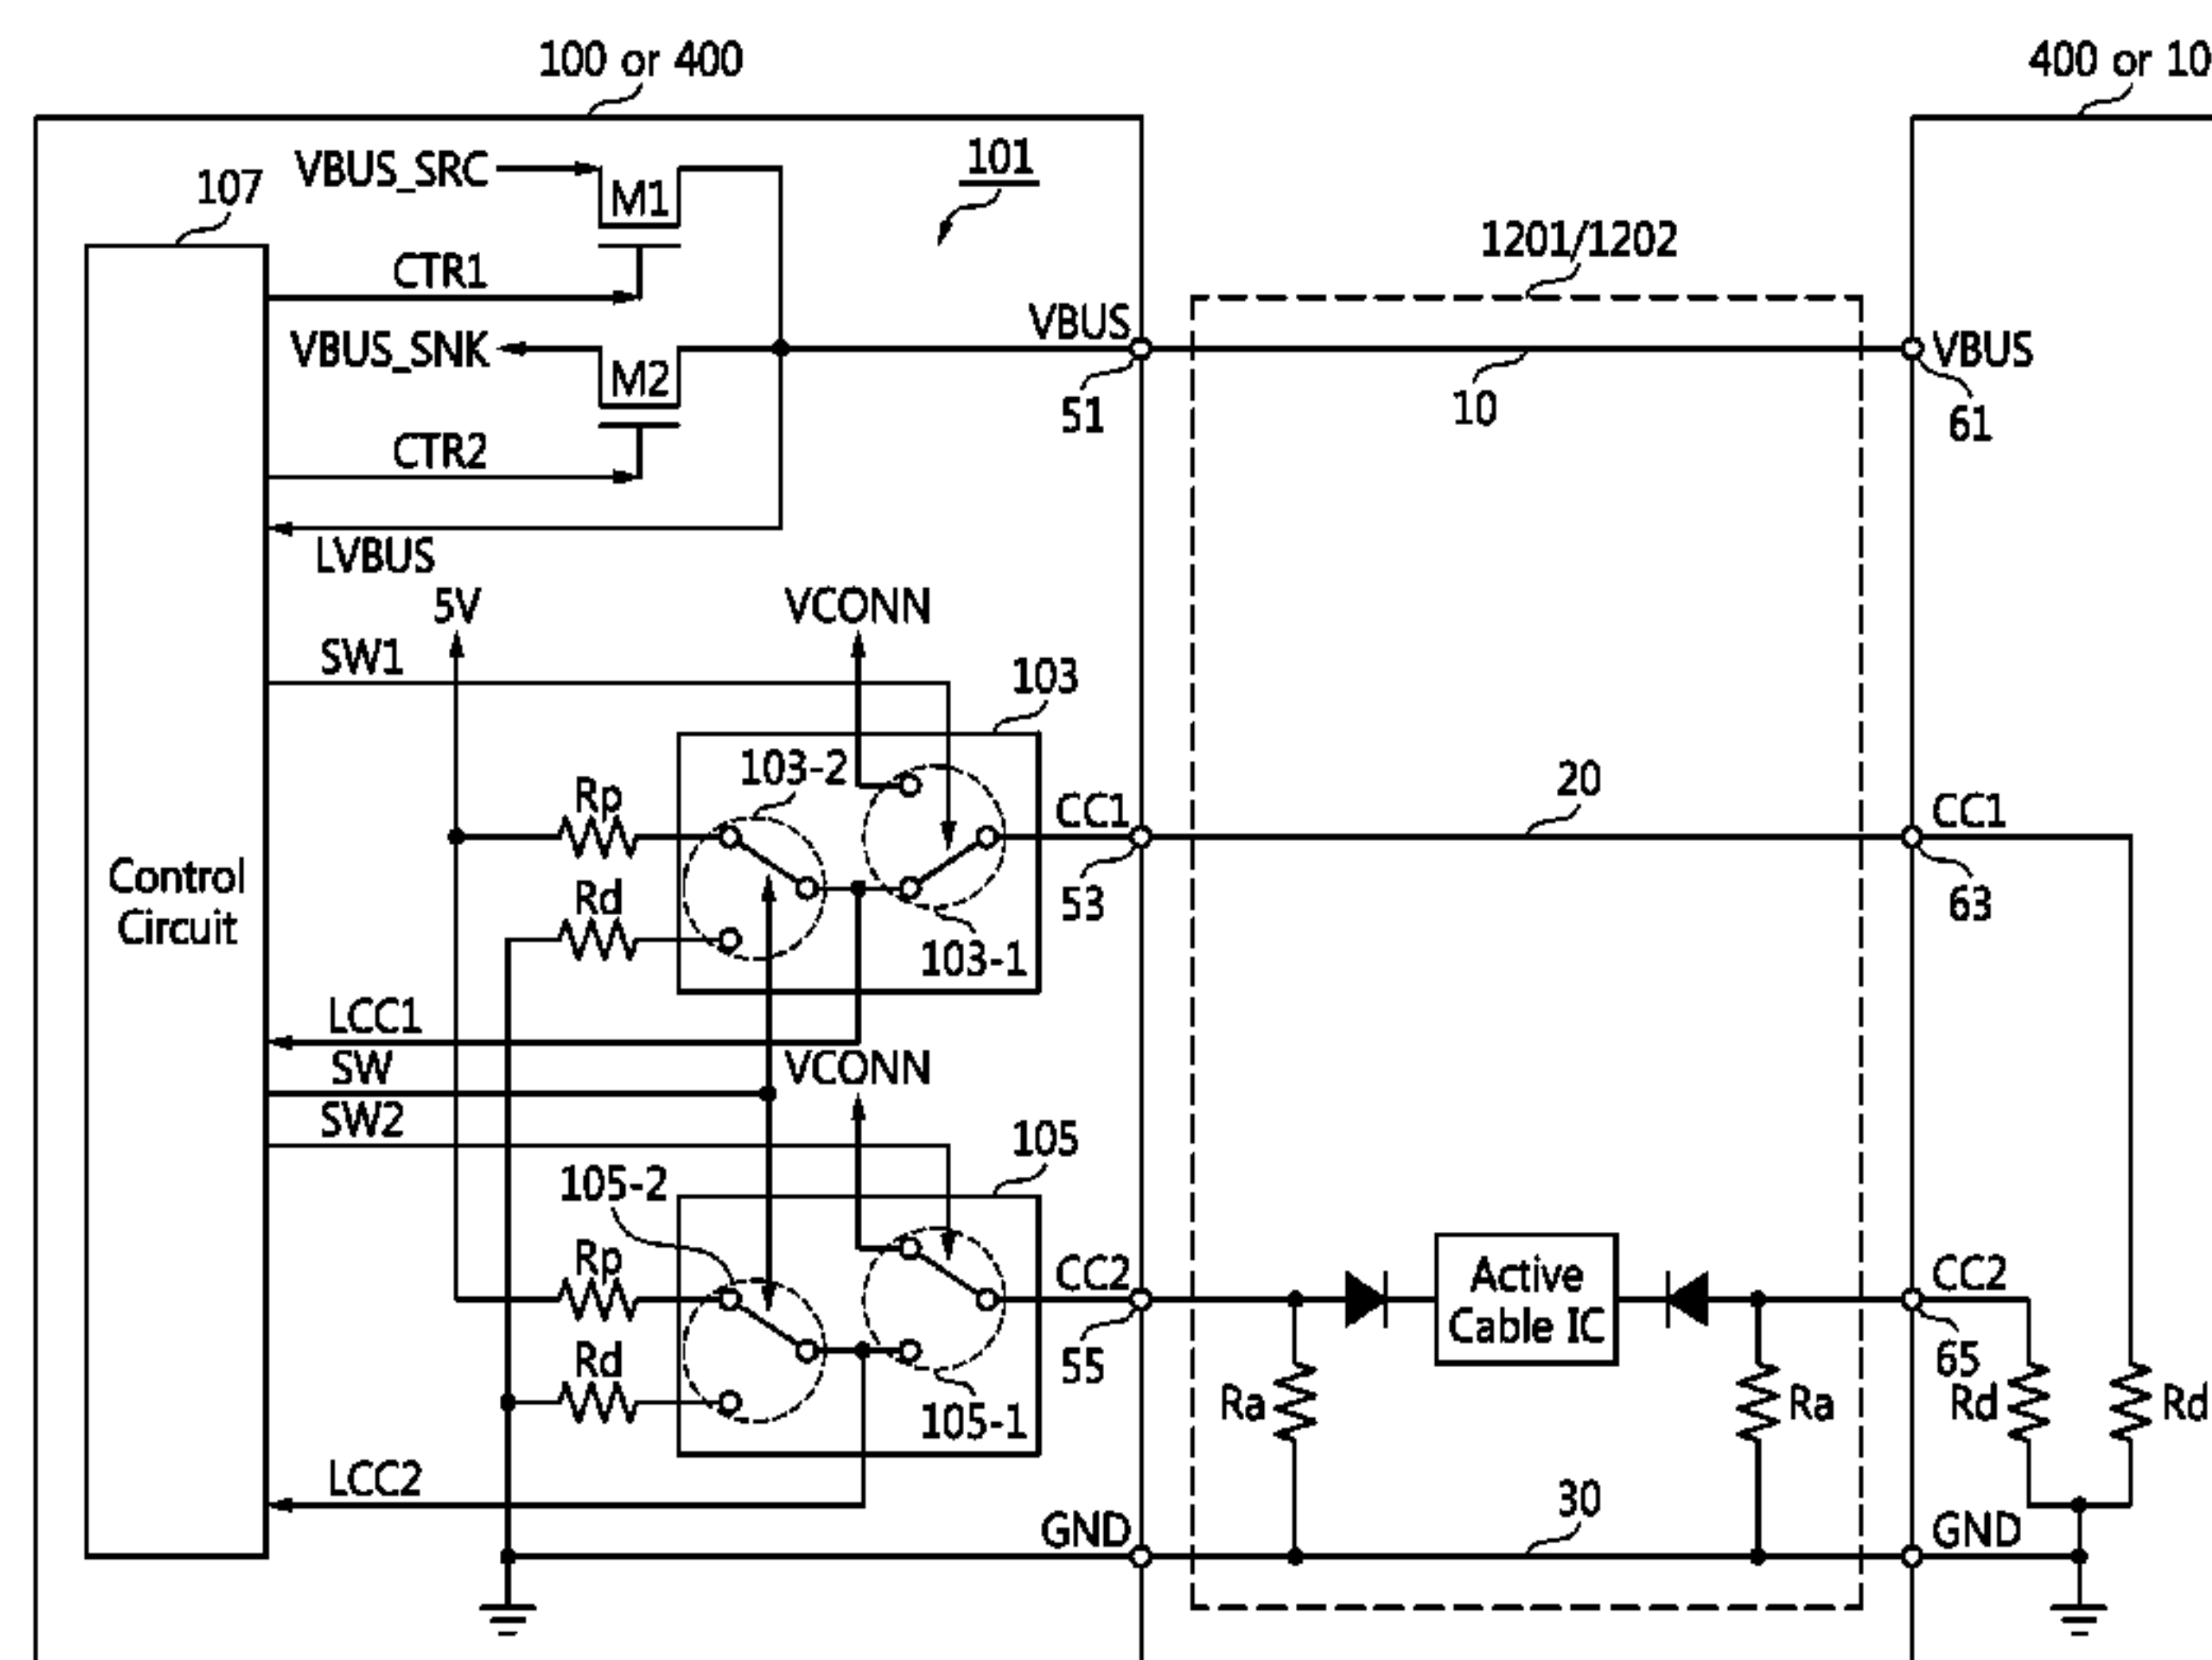 100 or 400
400 or 10
101
107
VBUS_SRC
M1
1201/1202
CTR1
VBUS
VBUS
VBUS_SNK
M2
51
10
61
CTR2
LVBUS
5V
VCONN
SW1
103
103-2
20
Rp
CC1
CC1
Control
Circuit
Rd
53
63
103-1
LCC1
SW
VCONN
SW2
105
105-2
Rp
CC2
Active
Cable IC
CC2
Rd
55
65
Ra
Ra
Rd
Rd
105-1
LCC2
30
GND
GND